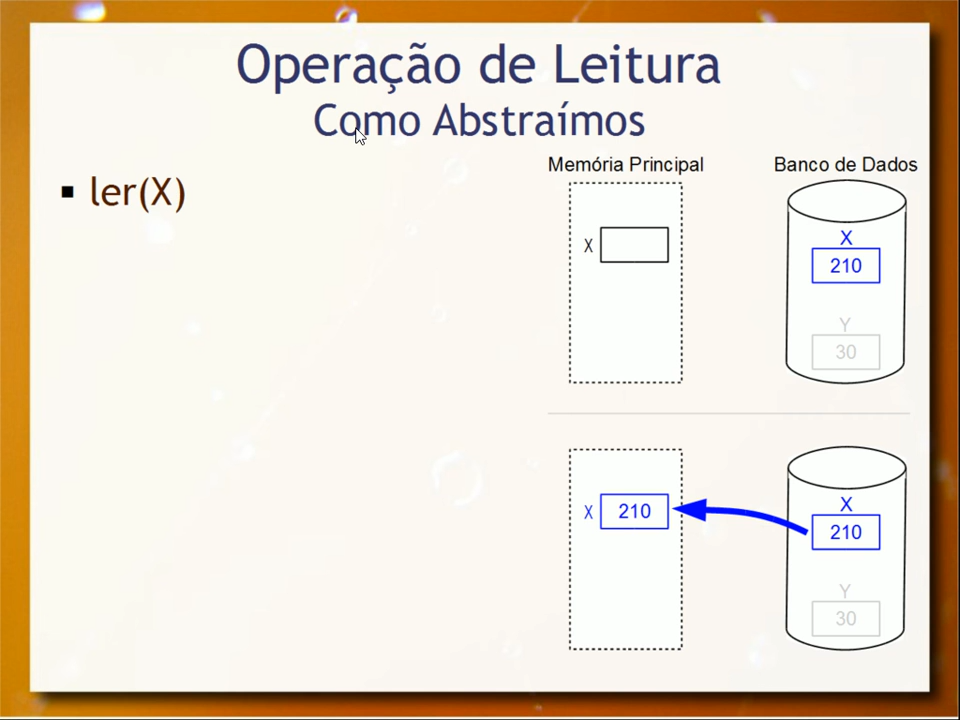 Operação de Leitura
Como Abstraímos
▪ ler(X)
Memória Principal
Banco de Dados
X
X
210
Y
30
X
210
X
210
Y
30